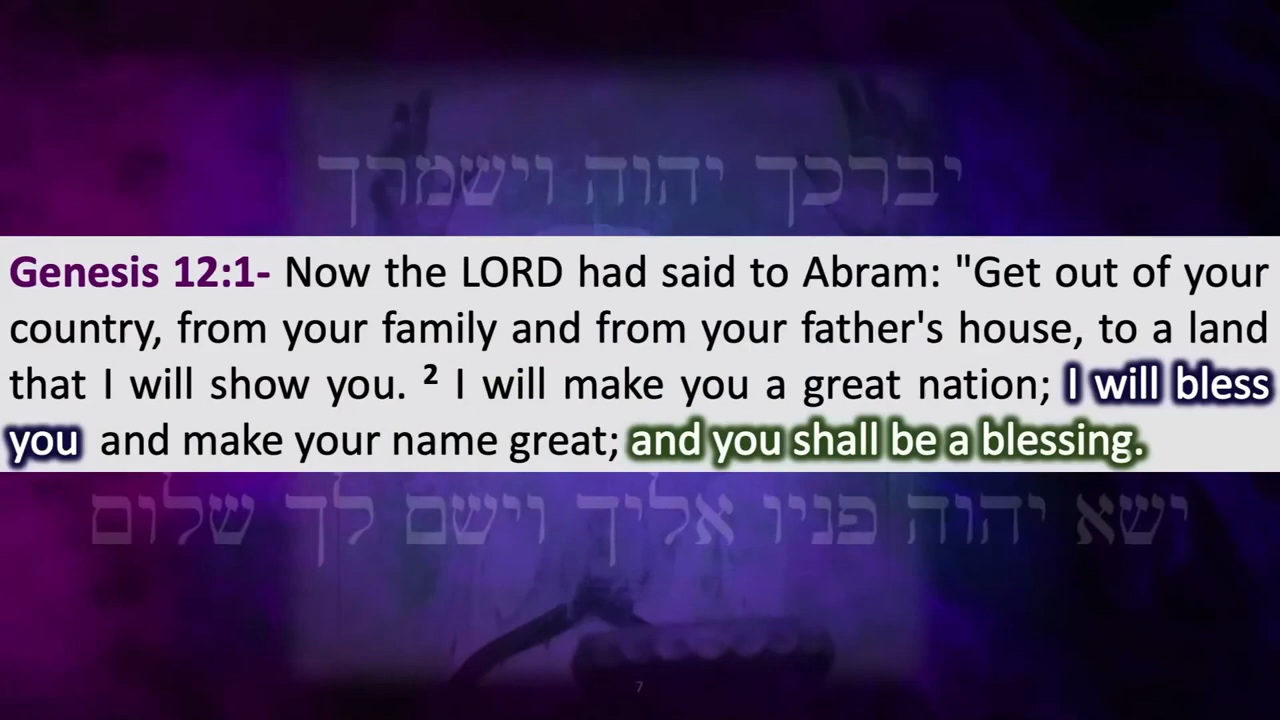 יברכך יהוה וישמרך
Genesis 12:1- Now the LORD had said to Abram: "Get out of your
country, from your family and from your father's house, to a land
that I will show you. ² I will make you a great nation; I will bless
you and make your name great; and you shall be a blessing.
ישא יהוה פניו אליך וישם לך שלום
7